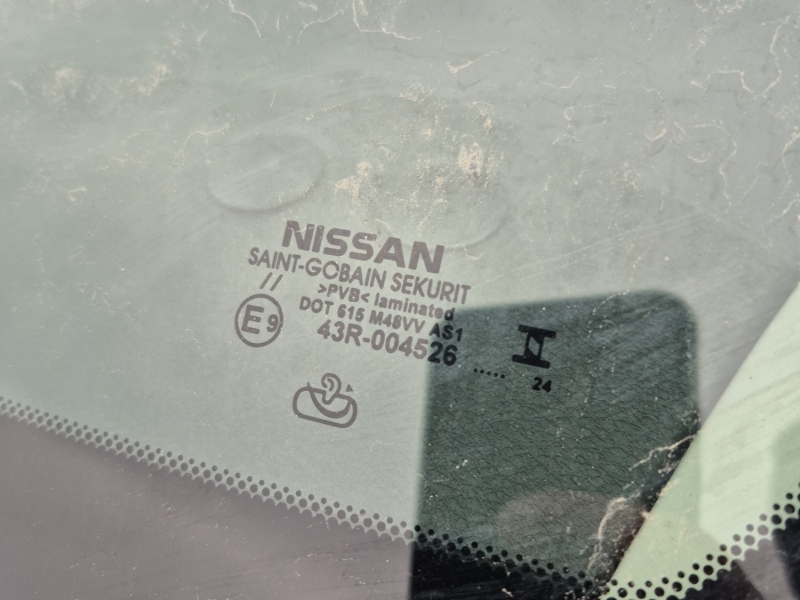 NISSAN
SAINT-GOBAIN SEKURIT
//
>PVB< laminated
DOT 615 M48VV AS1
E9
43R-004526
.....
24